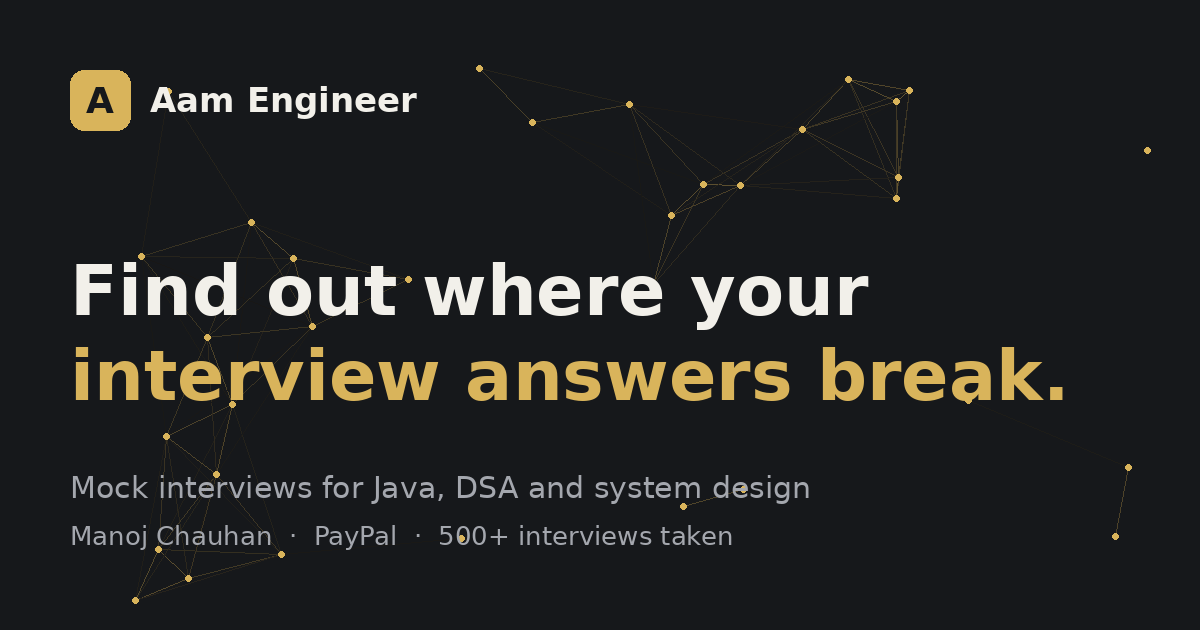 A Aam Engineer
Find out where your
interview answers break.
Mock interviews for Java, DSA and system design
Manoj Chauhan · PayPal · 500+ interviews taken